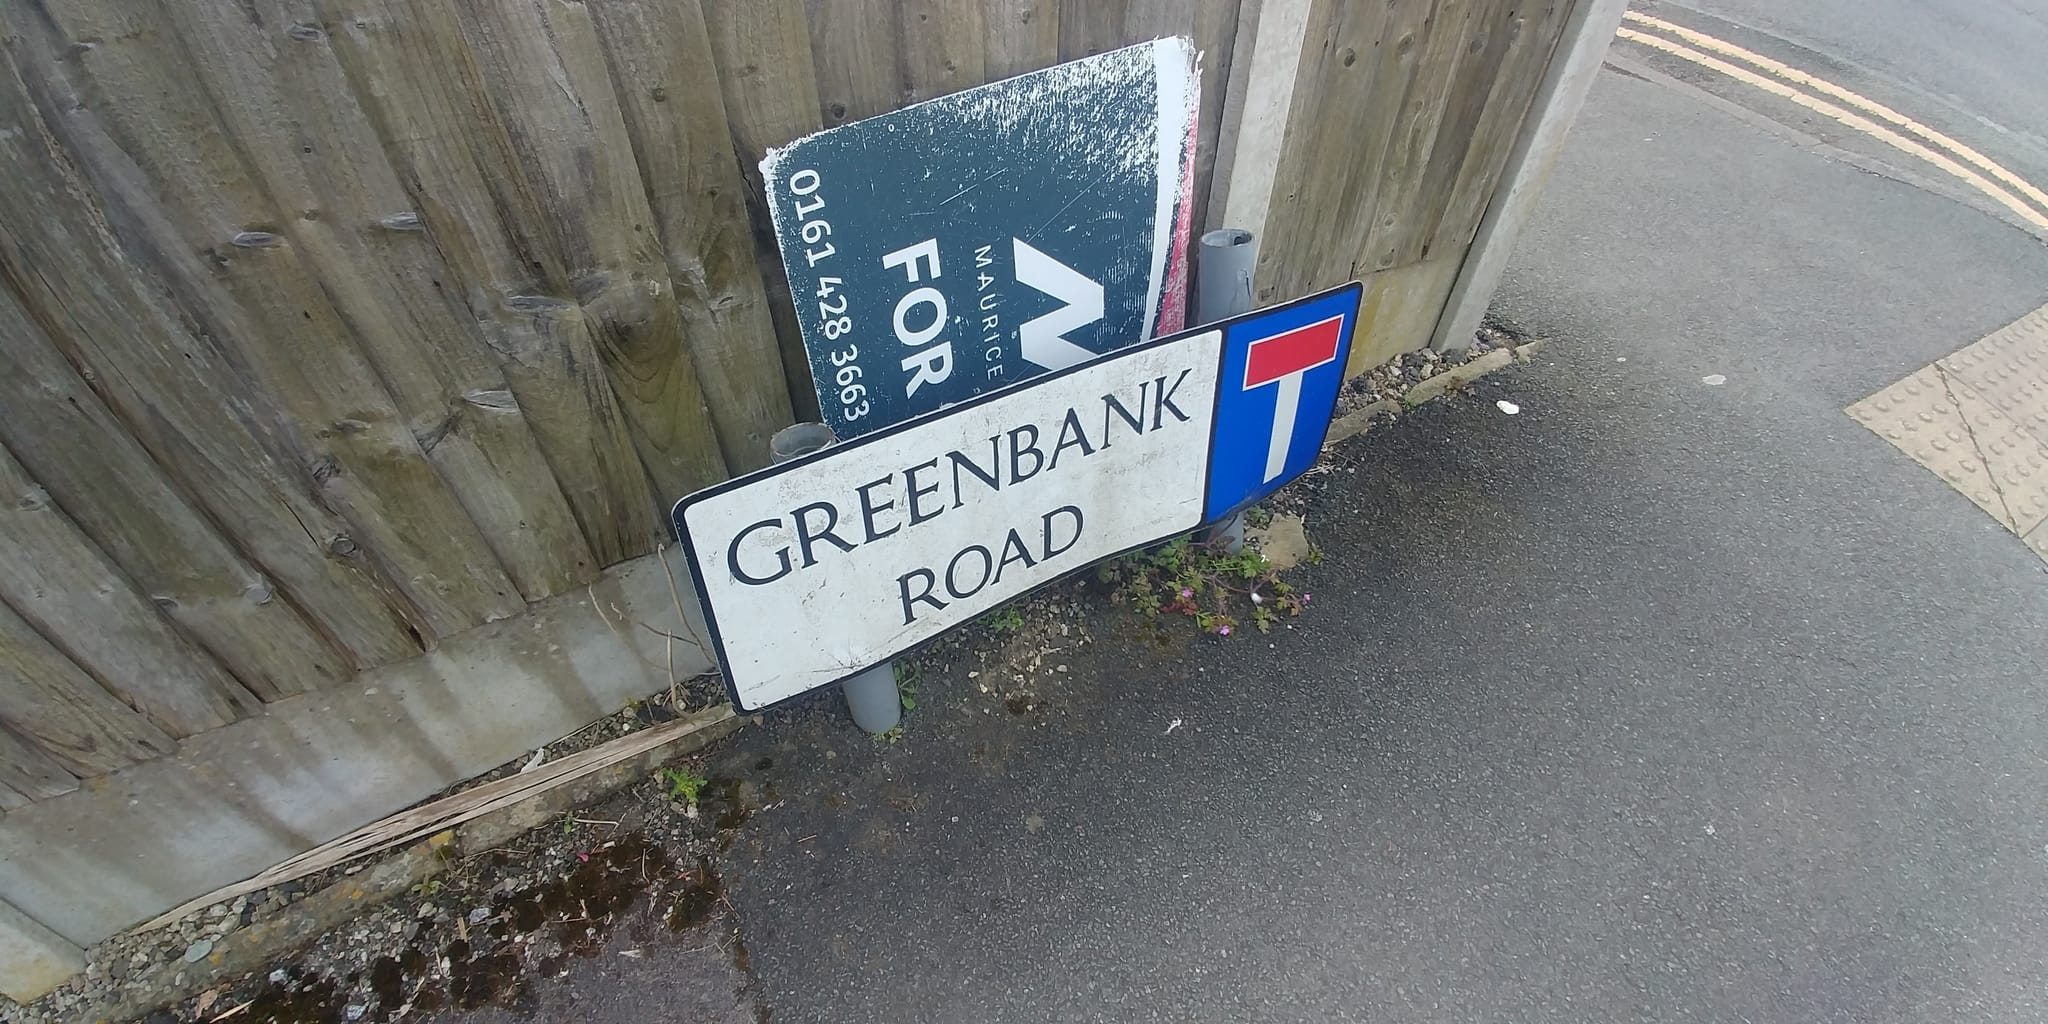 MAURICE
FOR
0161 428 3663
GREENBANK
ROAD